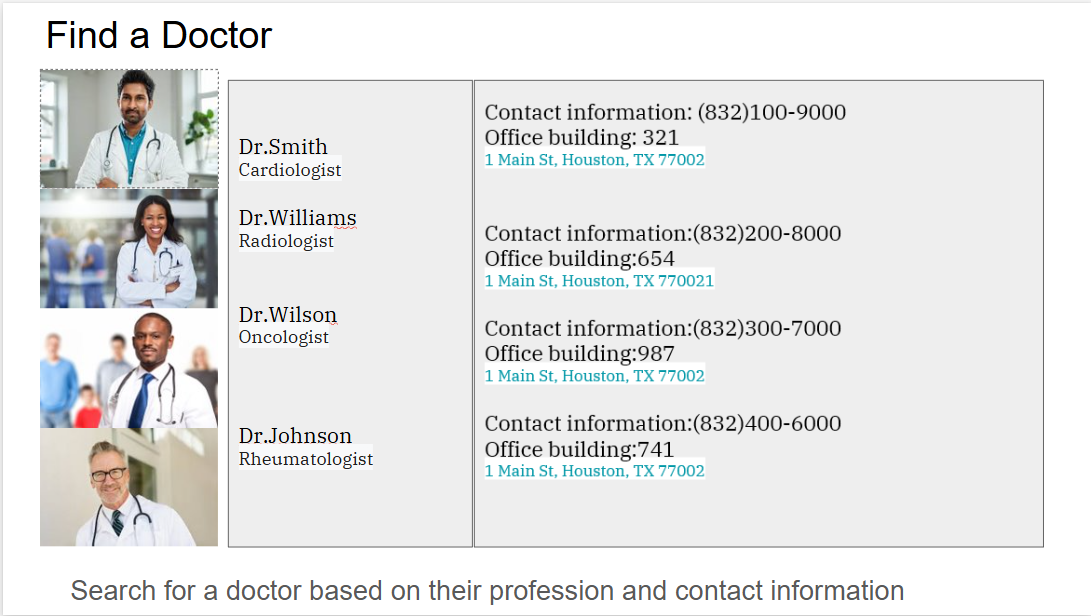 Find a Doctor
Dr.Smith
Cardiologist
Contact information: (832)100-9000
Office building: 321
1 Main St, Houston, TX 77002
Dr.Williams
Radiologist
Contact information:(832)200-8000
Office building:654
1 Main St, Houston, TX 770021
Dr.Wilson
Oncologist
Contact information:(832)300-7000
Office building:987
1 Main St, Houston, TX 77002
Dr.Johnson
Rheumatologist
Contact information:(832)400-6000
Office building:741
1 Main St, Houston, TX 77002
Search for a doctor based on their profession and contact information